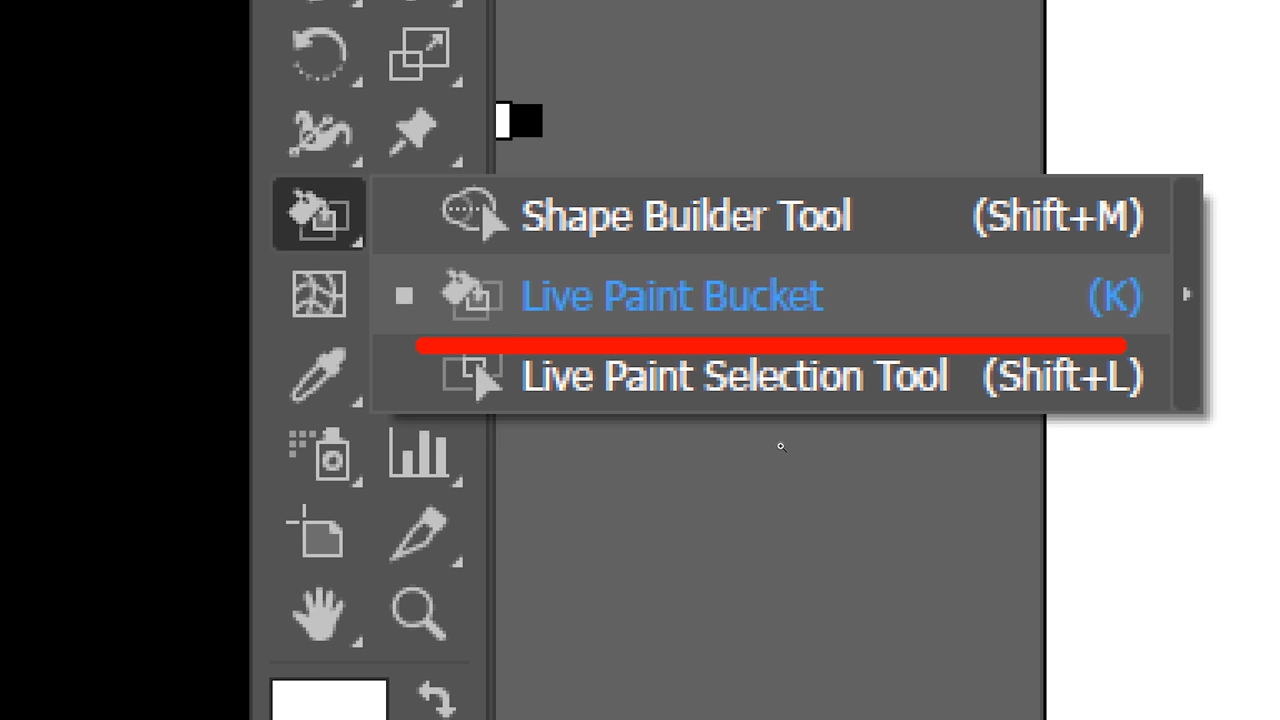 Shape Builder Tool (Shift+M)
Live Paint Bucket (K)
Live Paint Selection Tool (Shift+L)